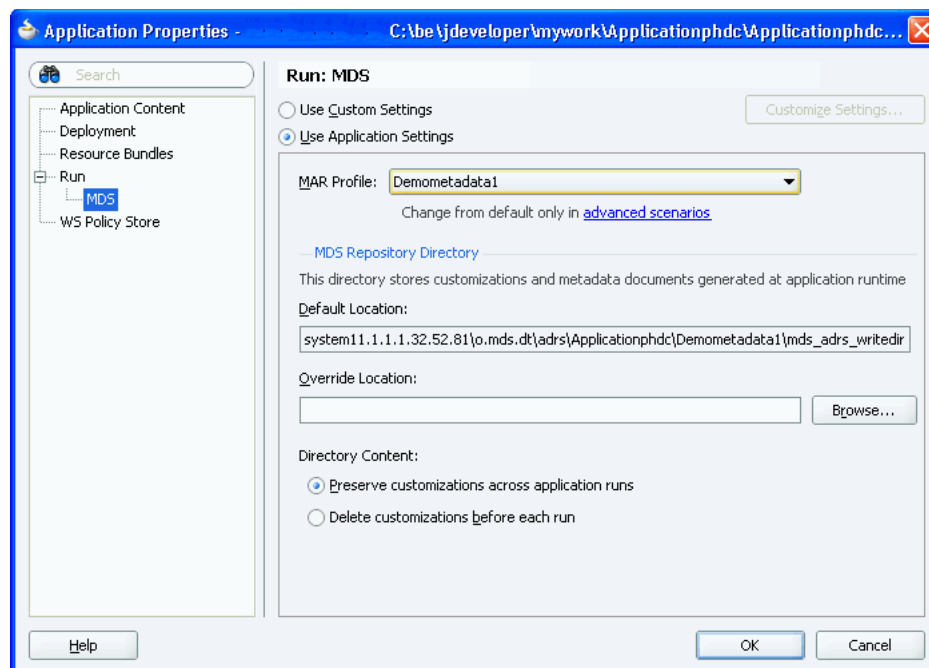 Application Properties - C:\be\jdeveloper\mywork\Applicationphdc\Applicationphdc...
Search
Application Content
Deployment
Resource Bundles
Run
MDS
WS Policy Store
Run: MDS
Use Custom Settings
Customize Settings...
Use Application Settings
MAR Profile: Demometadata1
Change from default only in advanced scenarios
MDS Repository Directory
This directory stores customizations and metadata documents generated at application runtime
Default Location:
system11.1.1.1.32.52.81\o.mds.dt\adrs\Applicationphdc\Demometadata1\mds_adrs_writedir
Override Location:
Browse...
Directory Content:
Preserve customizations across application runs
Delete customizations before each run
Help
OK
Cancel